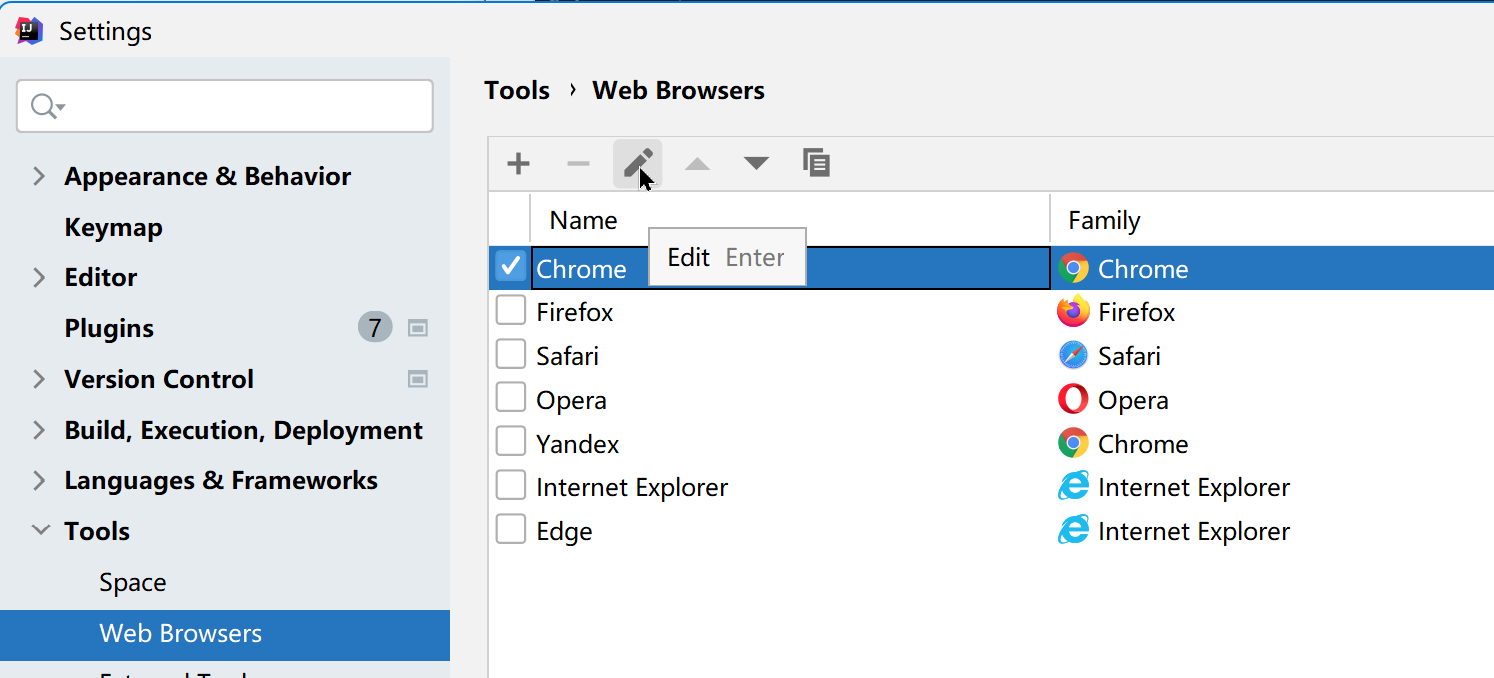 IJ
Settings
Tools › Web Browsers
Appearance & Behavior
Keymap
Editor
Plugins 7
Version Control
Build, Execution, Deployment
Languages & Frameworks
Tools
Space
Web Browsers
Name Family
Edit Enter
Chrome Chrome
Firefox Firefox
Safari Safari
Opera Opera
Yandex Chrome
Internet Explorer Internet Explorer
Edge Internet Explorer